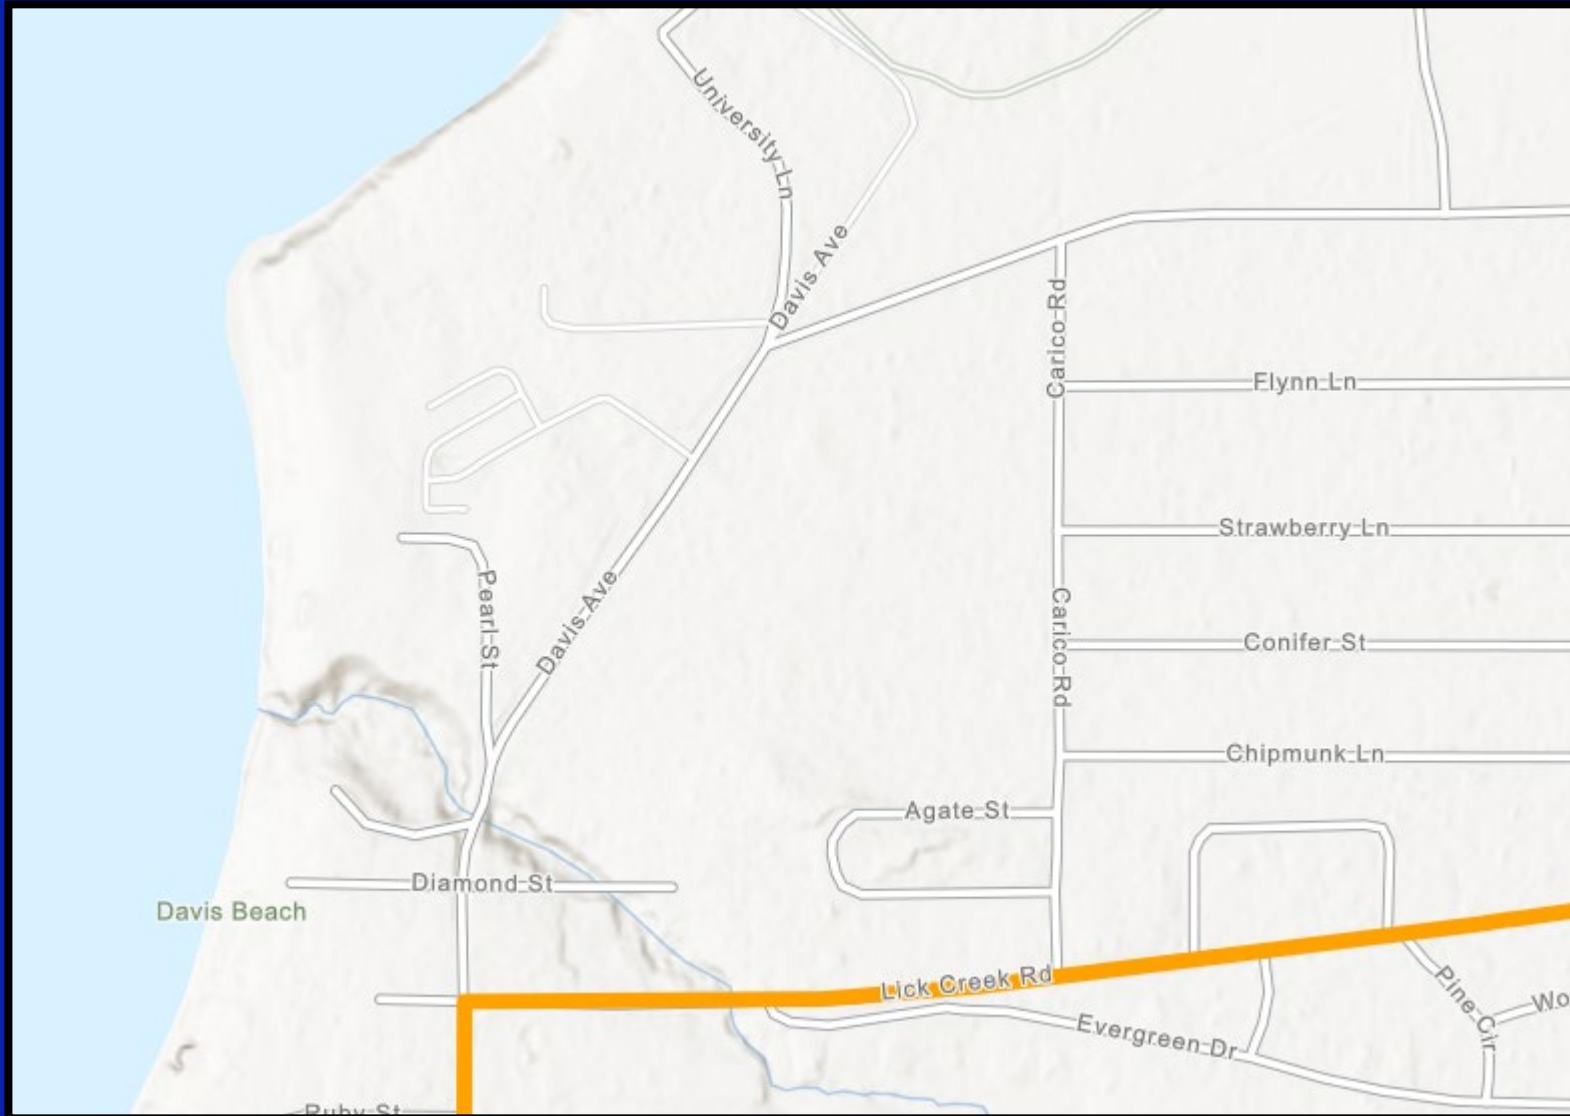 University Ln
Davis Ave
Carico Rd
Flynn Ln
Strawberry Ln
Pearl St
Davis Ave
Carico Rd
Conifer St
Chipmunk Ln
Agate St
Diamond St
Davis Beach
Lick Creek Rd
Pine Cir
Wo
Evergreen Dr
Ruby St